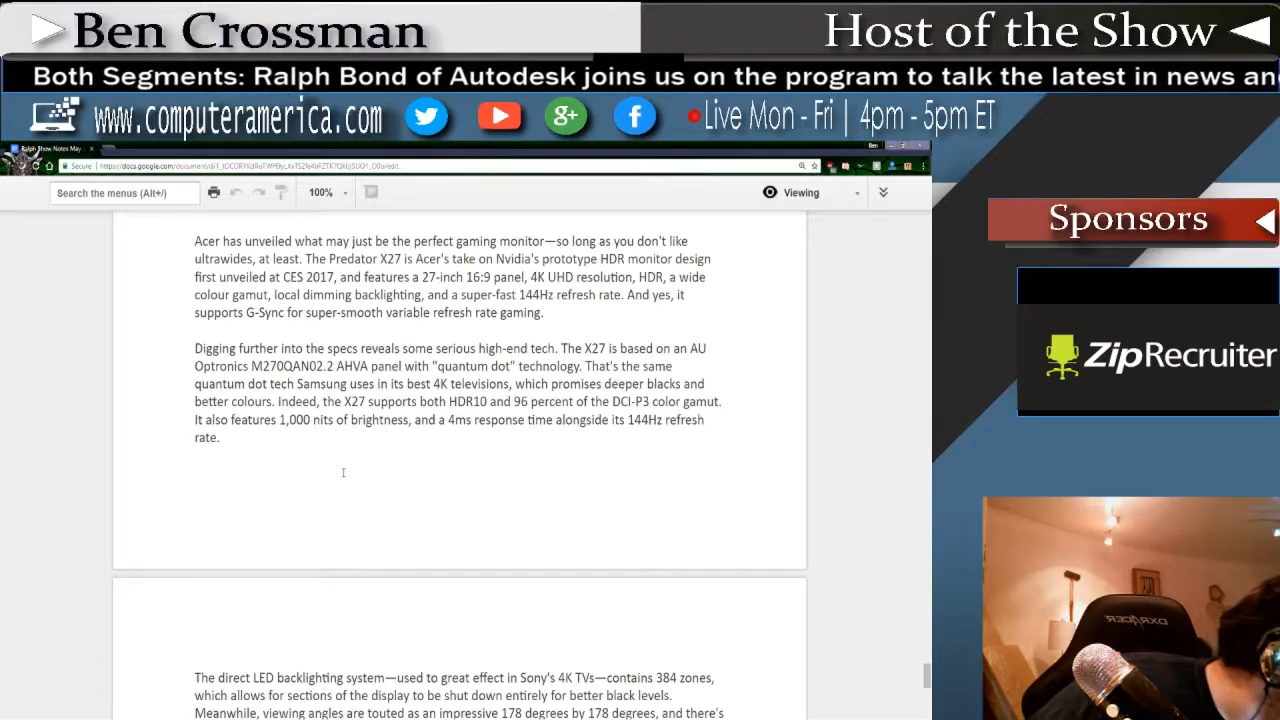 Ben Crossman
Host of the Show
Both Segments: Ralph Bond of Autodesk joins us on the program to talk the latest in news and
www.computeramerica.com
Live Mon - Fri | 4pm - 5pm ET
Ralph Show Notes May
Ben
Secure
Search the menus (Alt+/)
100%
Viewing
Acer has unveiled what may just be the perfect gaming monitor—so long as you don't like
ultrawides, at least. The Predator X27 is Acer's take on Nvidia's prototype HDR monitor design
first unveiled at CES 2017, and features a 27-inch 16:9 panel, 4K UHD resolution, HDR, a wide
colour gamut, local dimming backlighting, and a super-fast 144Hz refresh rate. And yes, it
supports G-Sync for super-smooth variable refresh rate gaming.
Digging further into the specs reveals some serious high-end tech. The X27 is based on an AU
Optronics M270QAN02.2 AHVA panel with "quantum dot" technology. That's the same
quantum dot tech Samsung uses in its best 4K televisions, which promises deeper blacks and
better colours. Indeed, the X27 supports both HDR10 and 96 percent of the DCI-P3 color gamut.
It also features 1,000 nits of brightness, and a 4ms response time alongside its 144Hz refresh
rate.
The direct LED backlighting system—used to great effect in Sony's 4K TVs—contains 384 zones,
which allows for sections of the display to be shut down entirely for better black levels.
Meanwhile, viewing angles are touted as an impressive 178 degrees by 178 degrees, and there's
Sponsors
ZipRecruiter
DXRACER